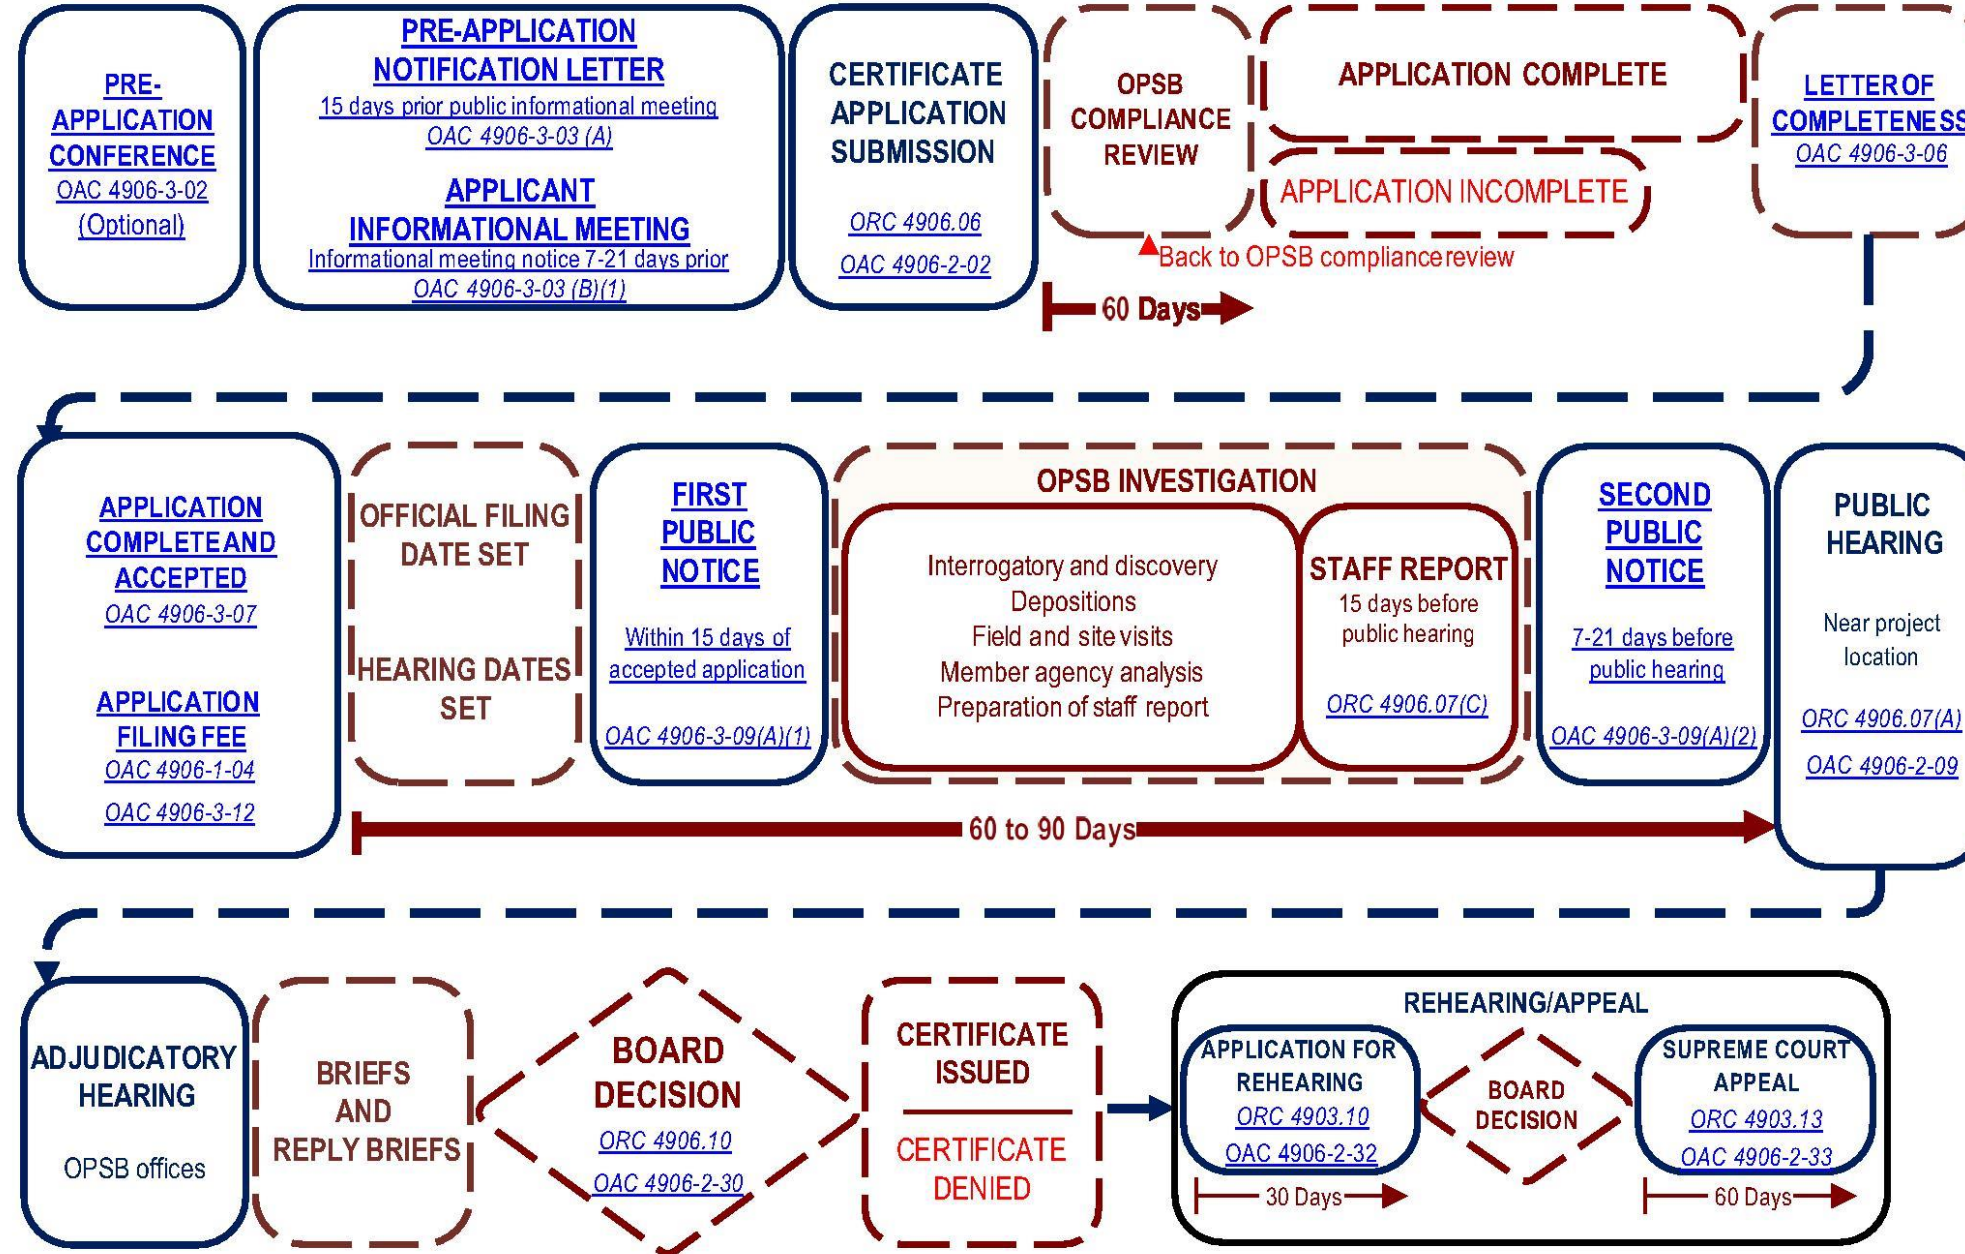 PRE-
APPLICATION
CONFERENCE
OAC 4906-3-02
(Optional)
PRE-APPLICATION
NOTIFICATION LETTER
15 days prior public informational meeting
OAC 4906-3-03 (A)
APPLICANT
INFORMATIONAL MEETING
Informational meeting notice 7-21 days prior
OAC 4906-3-03 (B)(1)
CERTIFICATE
APPLICATION
SUBMISSION
ORC 4906.06
OAC 4906-2-02
OPSB
COMPLIANCE
REVIEW
APPLICATION COMPLETE
APPLICATION INCOMPLETE
Back to OPSB compliance review
60 Days
LETTER OF
COMPLETENESS
OAC 4906-3-06
APPLICATION
COMPLETE AND
ACCEPTED
OAC 4906-3-07
APPLICATION
FILING FEE
OAC 4906-1-04
OAC 4906-3-12
OFFICIAL FILING
DATE SET
HEARING DATES
SET
FIRST
PUBLIC
NOTICE
Within 15 days of
accepted application
OAC 4906-3-09(A)(1)
OPSB INVESTIGATION
Interrogatory and discovery
Depositions
Field and site visits
Member agency analysis
Preparation of staff report
STAFF REPORT
15 days before
public hearing
ORC 4906.07(C)
SECOND
PUBLIC
NOTICE
7-21 days before
public hearing
OAC 4906-3-09(A)(2)
PUBLIC
HEARING
Near project
location
ORC 4906.07(A)
OAC 4906-2-09
60 to 90 Days
ADJUDICATORY
HEARING
OPSB offices
BRIEFS
AND
REPLY BRIEFS
BOARD
DECISION
ORC 4906.10
OAC 4906-2-30
CERTIFICATE
ISSUED
CERTIFICATE
DENIED
REHEARING/APPEAL
APPLICATION FOR
REHEARING
ORC 4903.10
OAC 4906-2-32
30 Days
BOARD
DECISION
SUPREME COURT
APPEAL
ORC 4903.13
OAC 4906-2-33
60 Days